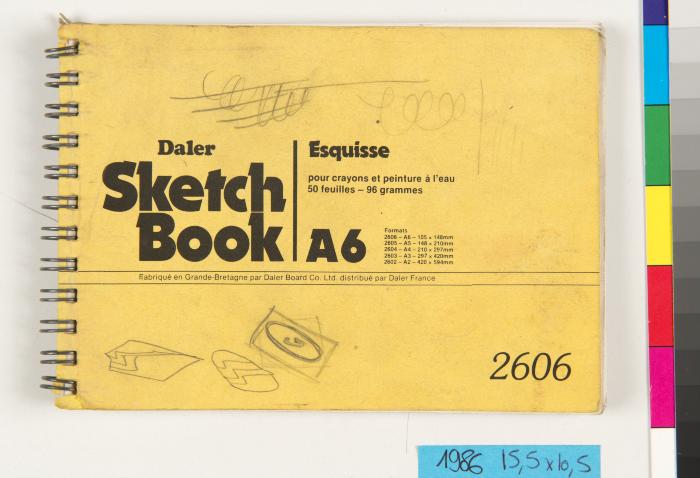 Daler
Sketch
Book
Esquisse
pour crayons et peinture à l'eau
50 feuilles – 96 grammes
A6
Formats
2606 – A6 – 105 x 148mm
2605 – A5 – 148 x 210mm
2604 – A4 – 210 x 297mm
2603 – A3 – 297 x 420mm
2602 – A2 – 420 x 594mm
Fabriqué en Grande-Bretagne par Daler Board Co. Ltd. distribué par Daler France
2606
1986 15,5 x 10,5